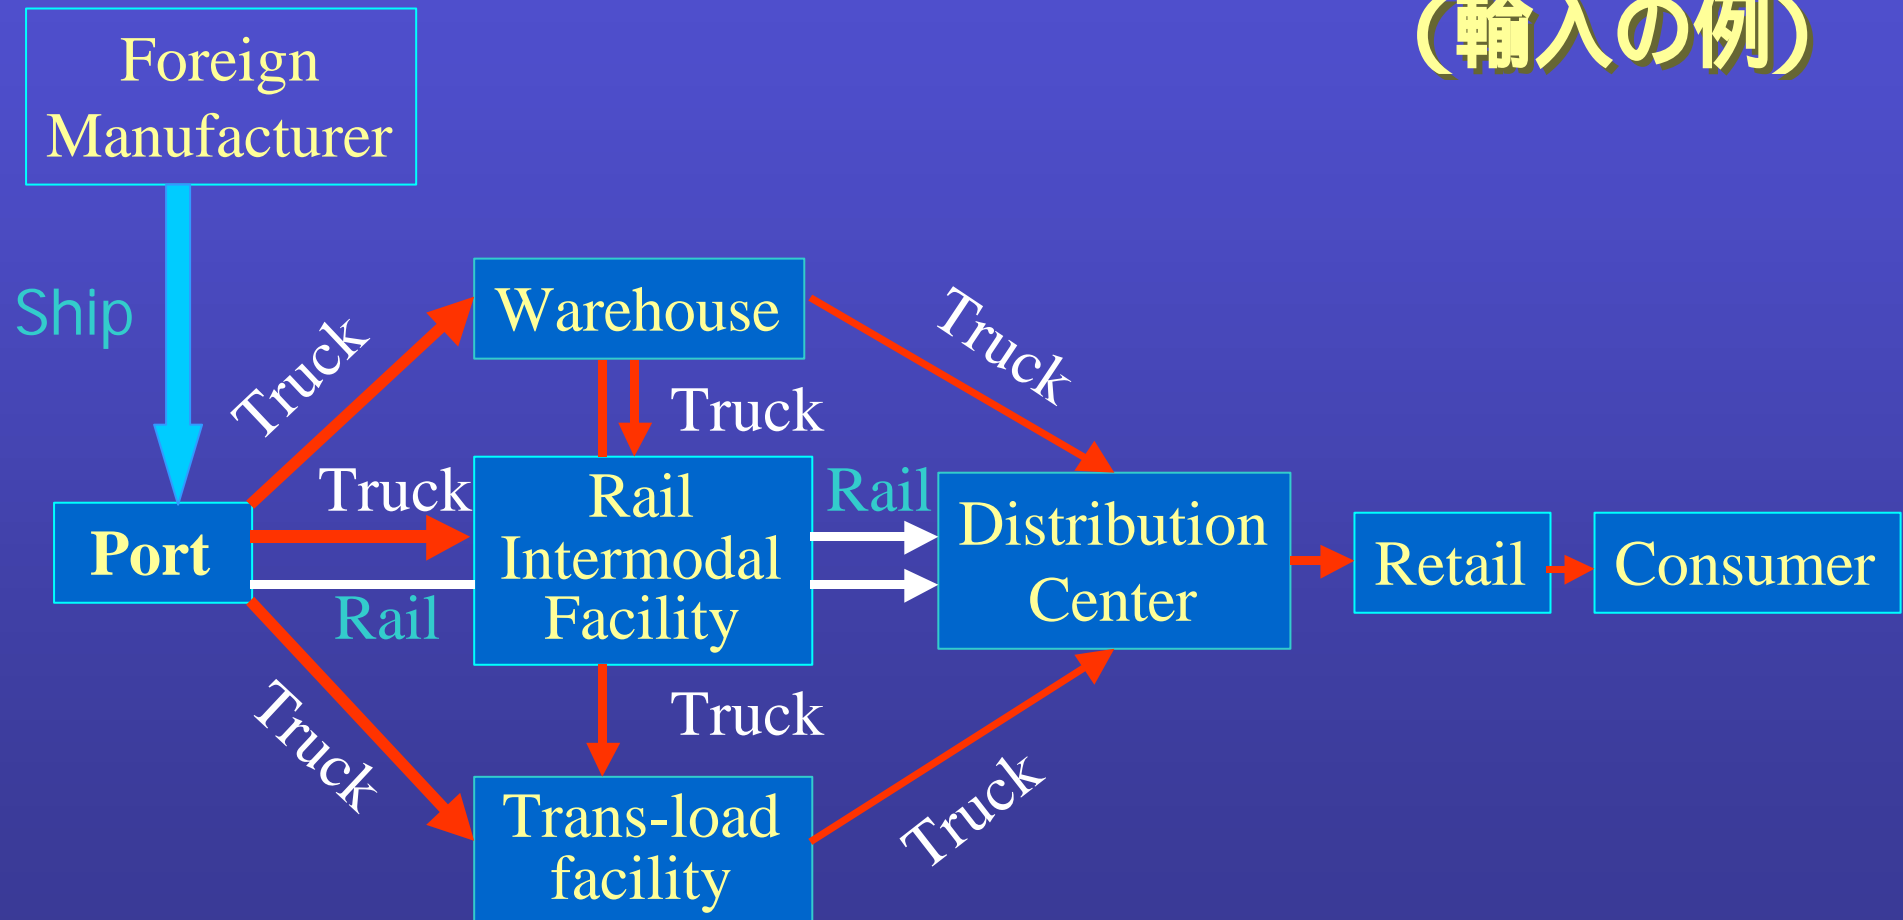 (輸入の例)
Foreign
Manufacturer
Ship
Truck
Warehouse
Truck
Truck
Truck
Rail
Intermodal
Facility
Rail
Port
Rail
Distribution
Center
Retail
Consumer
Truck
Truck
Trans-load
facility
Truck